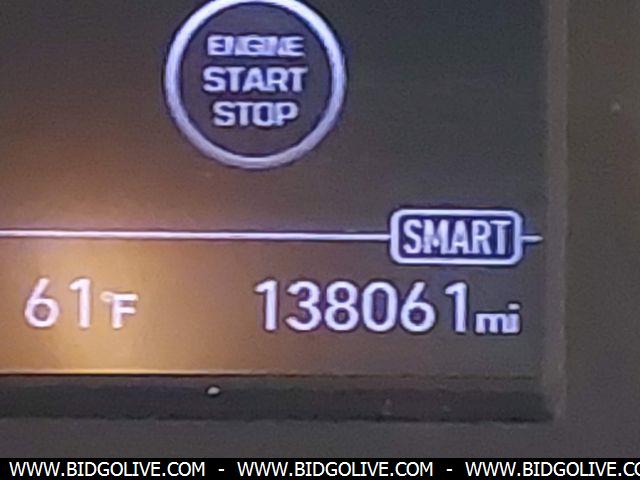 ENGINE
START
STOP
SMART
61°F 138061mi
WWW.BIDGOLIVE.COM - WWW.BIDGOLIVE.COM - WWW.BIDGOLIVE.CO